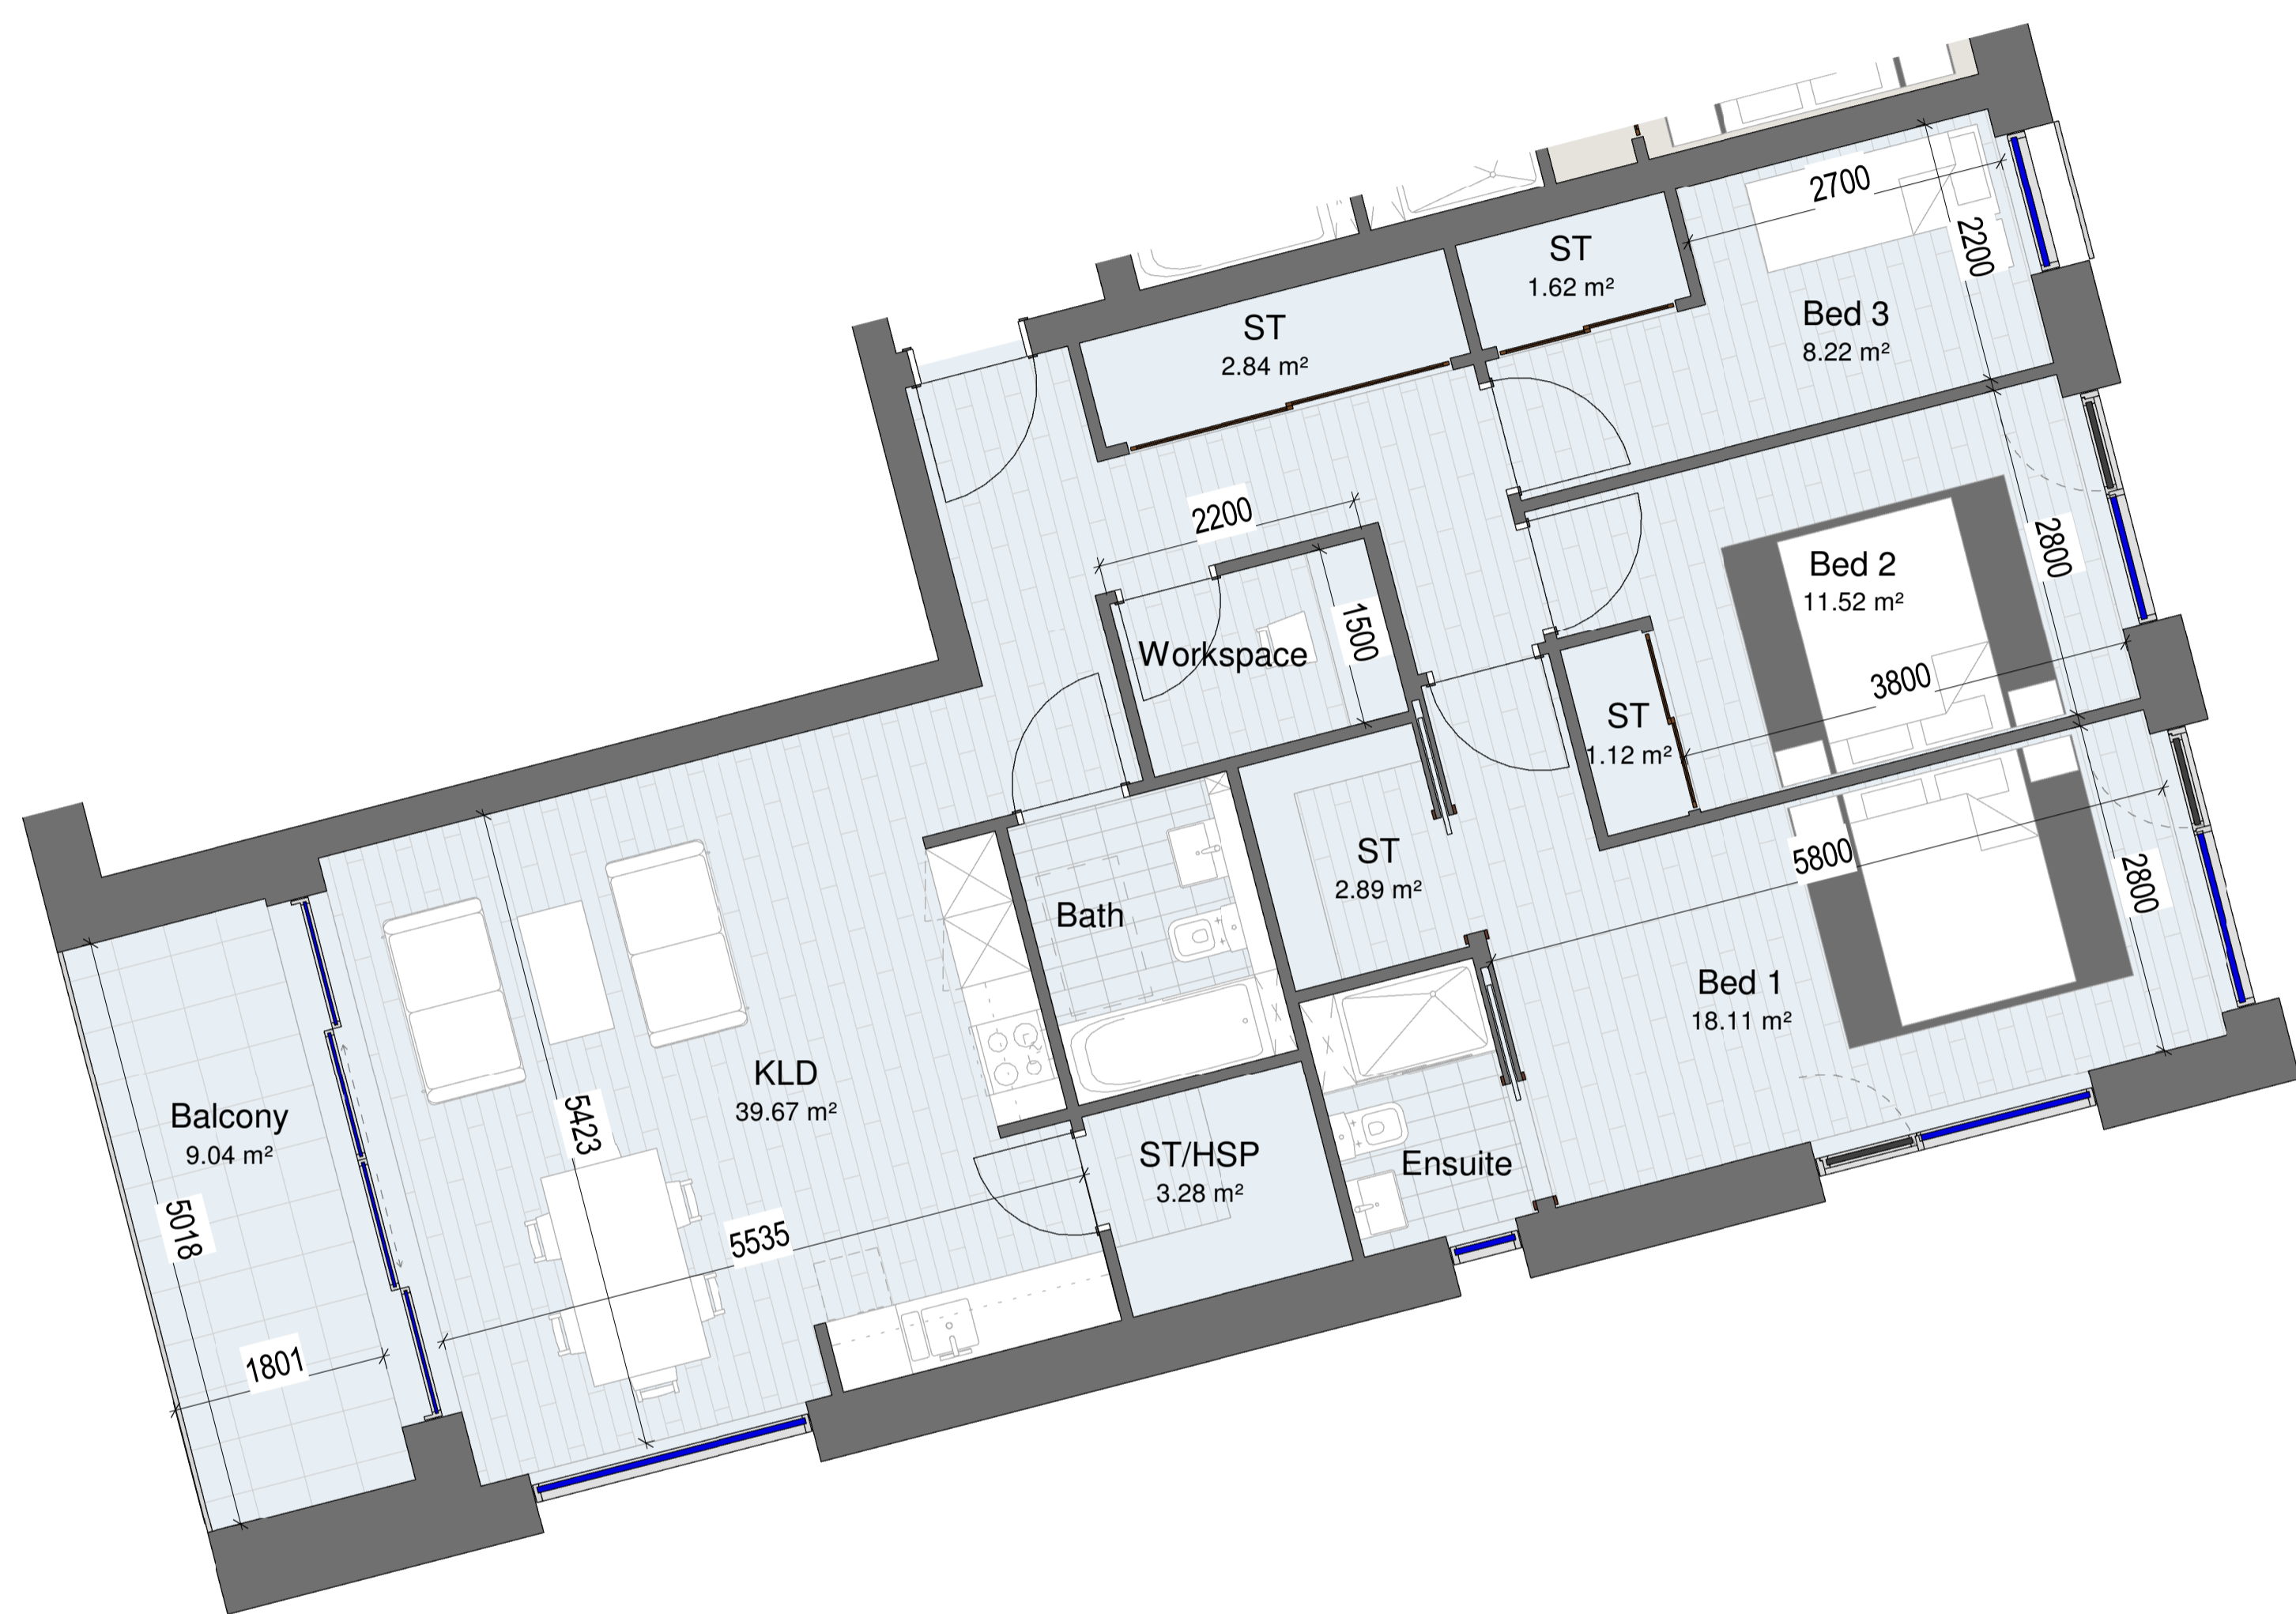 2700
2200
ST
1.62 m²
Bed 3
8.22 m²
ST
2.84 m²
2200
Bed 2
11.52 m²
2800
1500
Workspace
3800
ST
1.12 m²
5800
2800
ST
2.89 m²
Bath
Bed 1
18.11 m²
KLD
39.67 m²
5423
Balcony
9.04 m²
ST/HSP
3.28 m²
Ensuite
5018
5535
1801